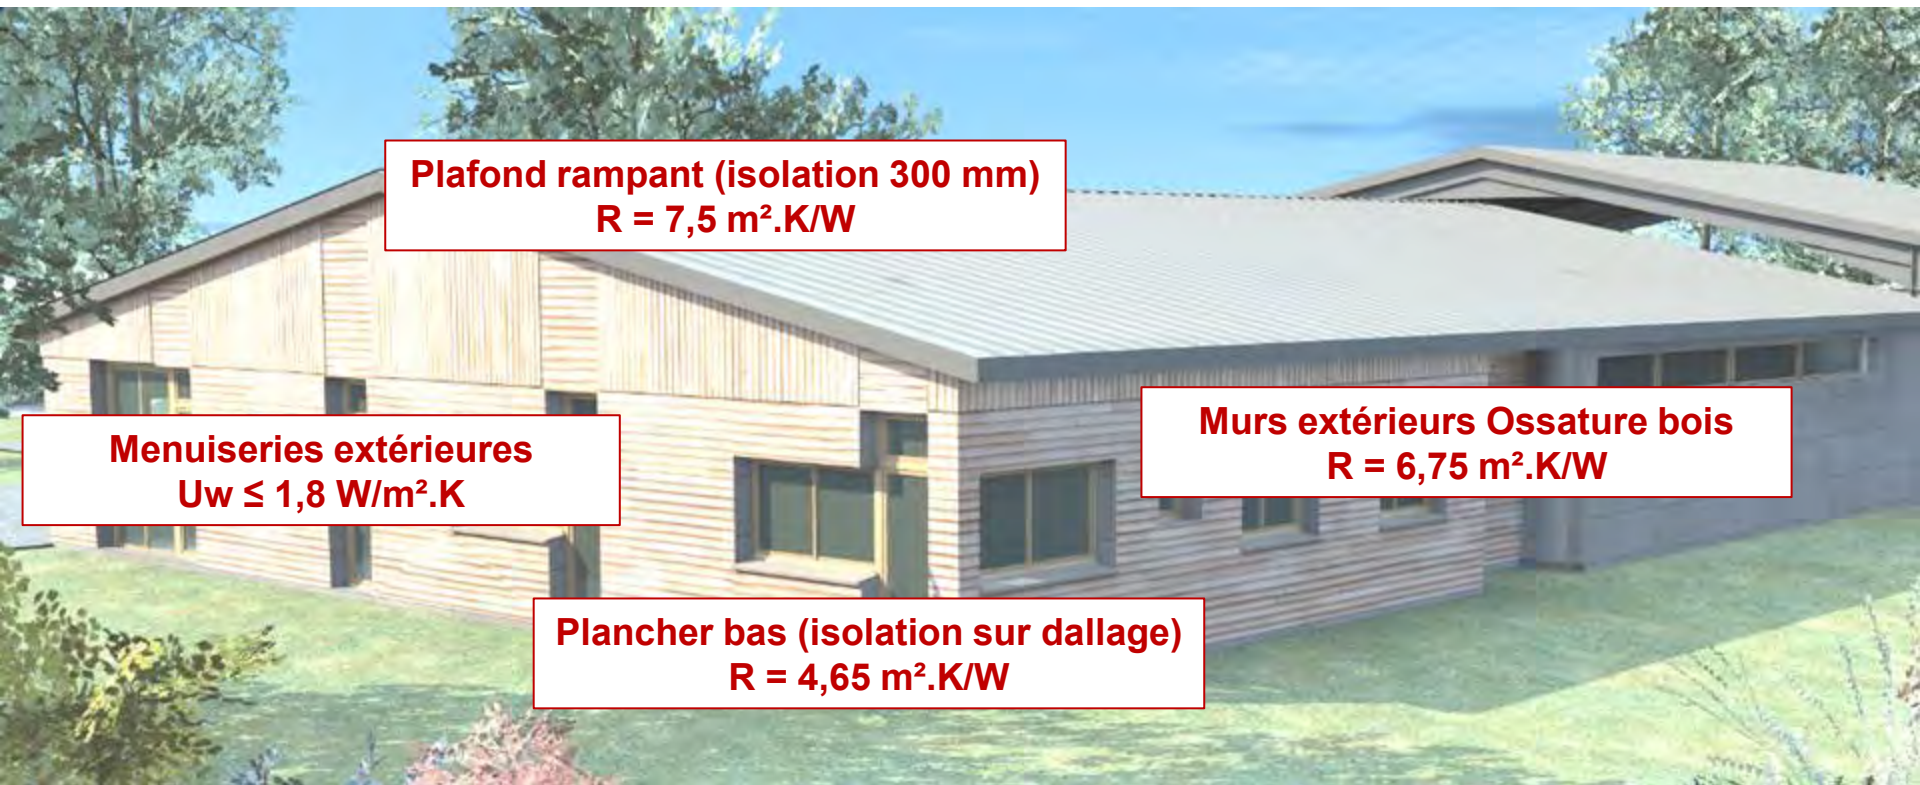 Plafond rampant (isolation 300 mm)
R = 7,5 m².K/W
Menuiseries extérieures
Uw ≤ 1,8 W/m².K
Murs extérieurs Ossature bois
R = 6,75 m².K/W
Plancher bas (isolation sur dallage)
R = 4,65 m².K/W